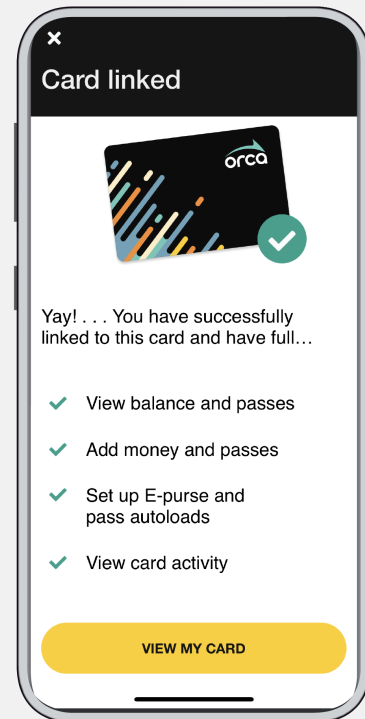 Card linked
orca
Yay! . . . You have successfully
linked to this card and have full...
View balance and passes
Add money and passes
Set up E-purse and
pass autoloads
View card activity
VIEW MY CARD